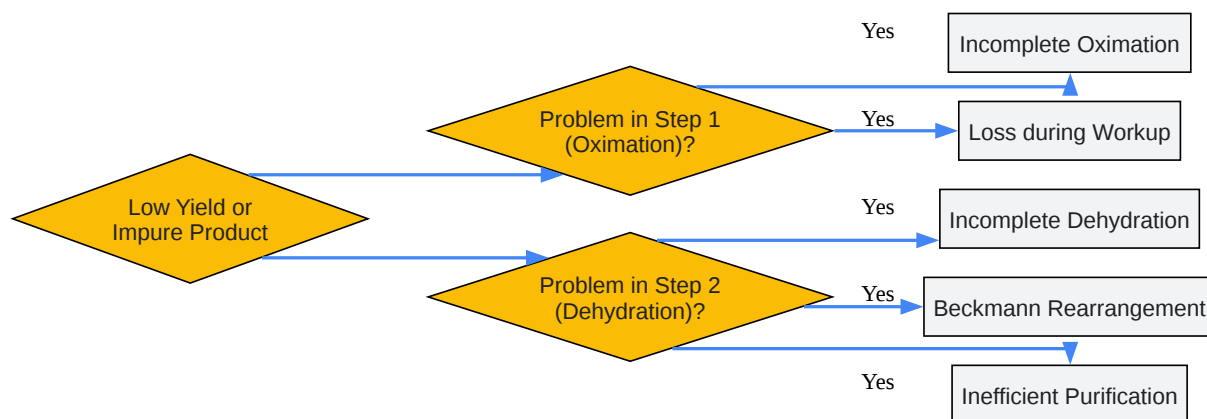 Low Yield or
Impure Product
Problem in Step 1
(Oximation)?
Yes
Incomplete Oximation
Yes
Loss during Workup
Problem in Step 2
(Dehydration)?
Yes
Incomplete Dehydration
Yes
Beckmann Rearrangement
Yes
Inefficient Purification